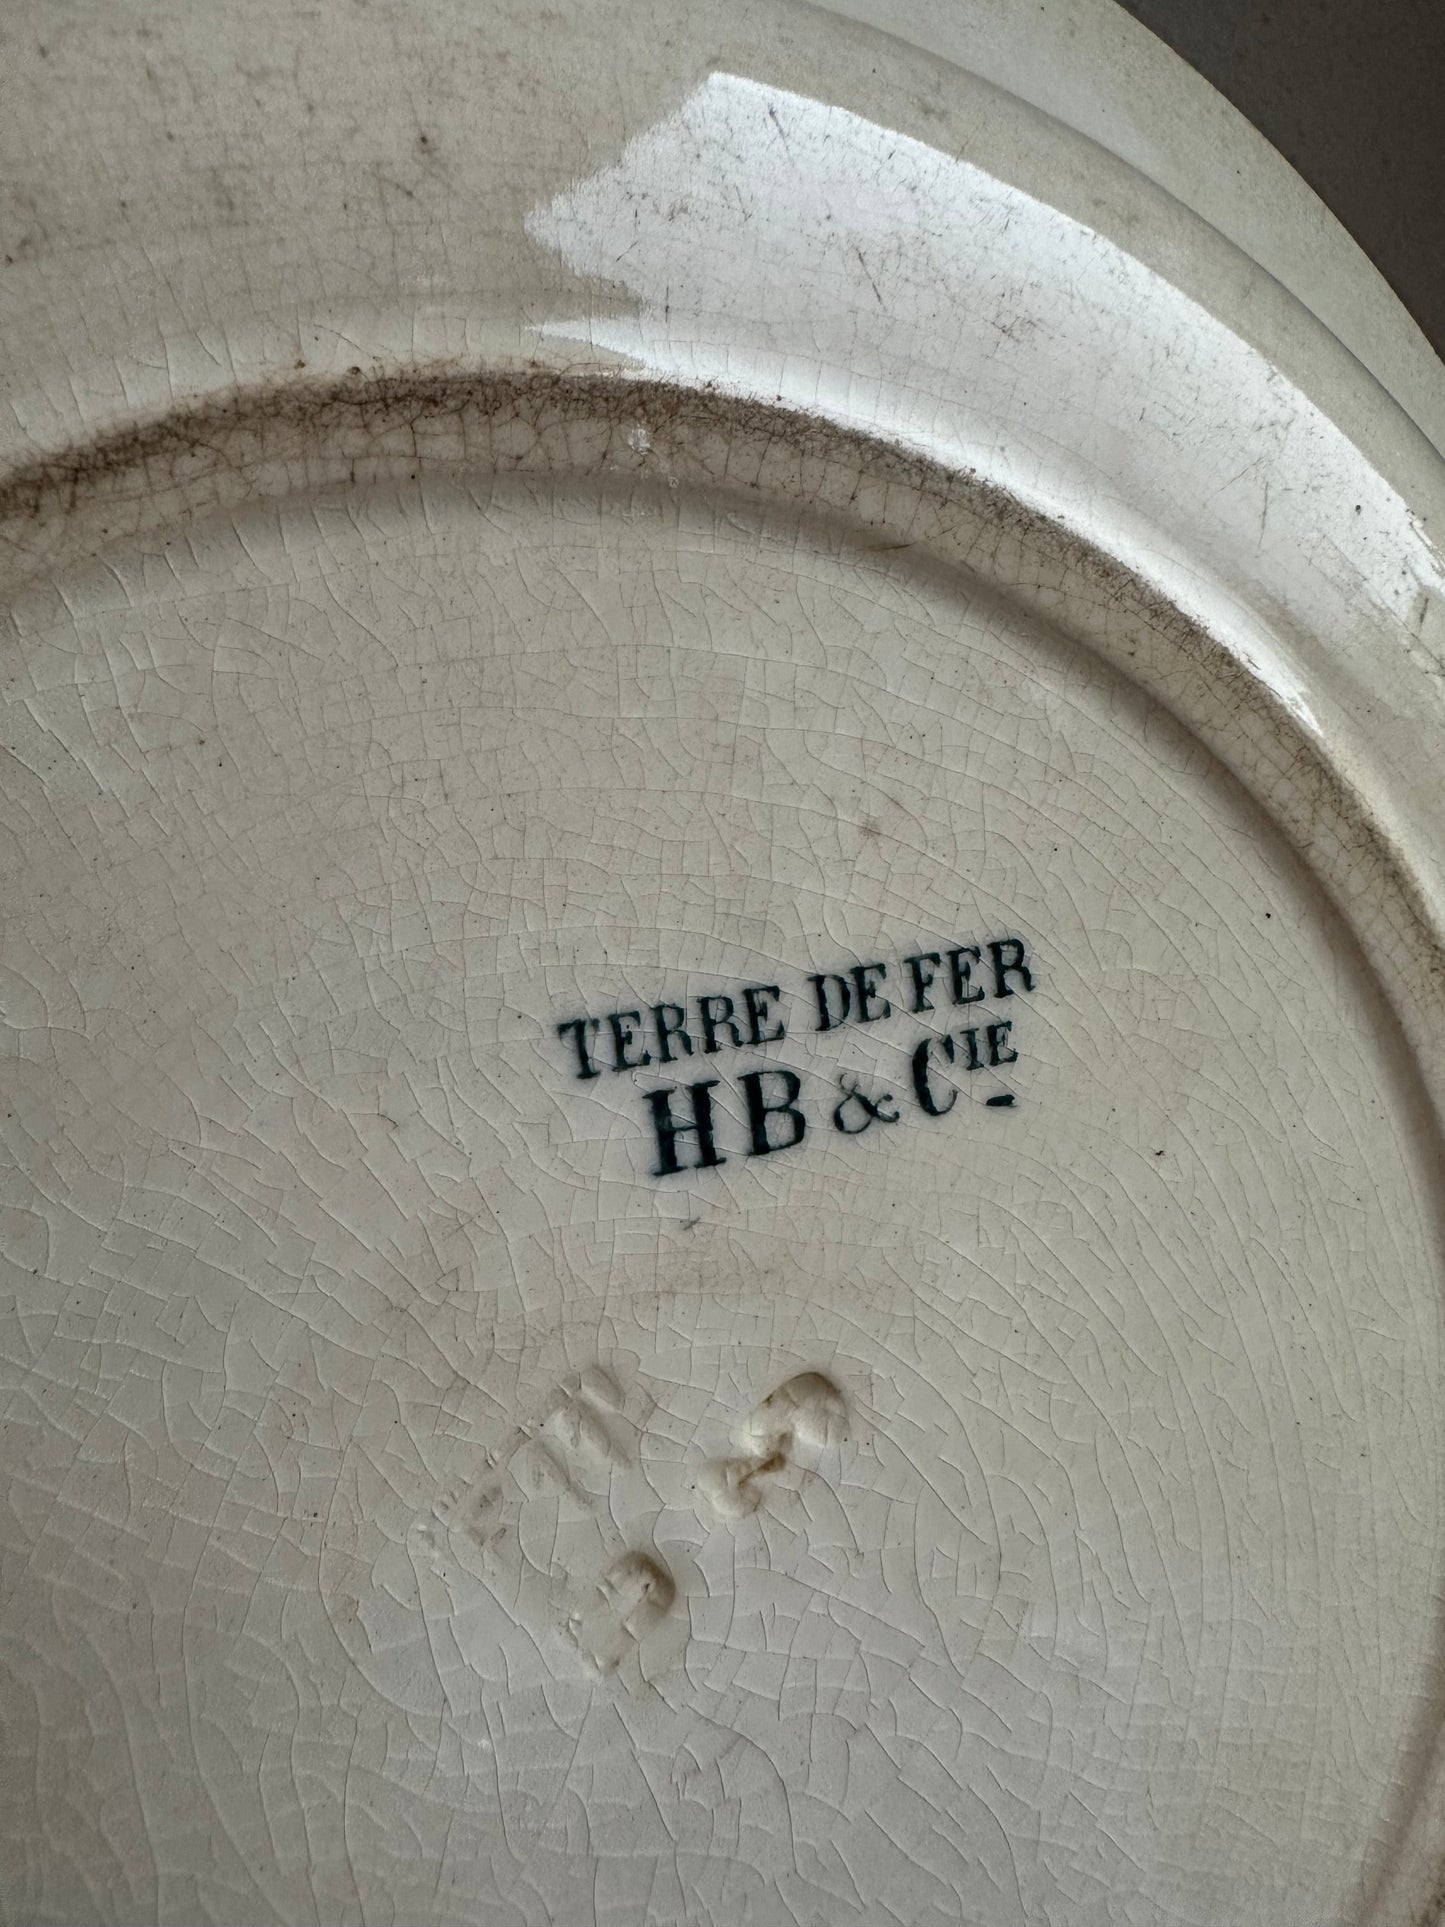 TERRE DE FER
HB & CIE